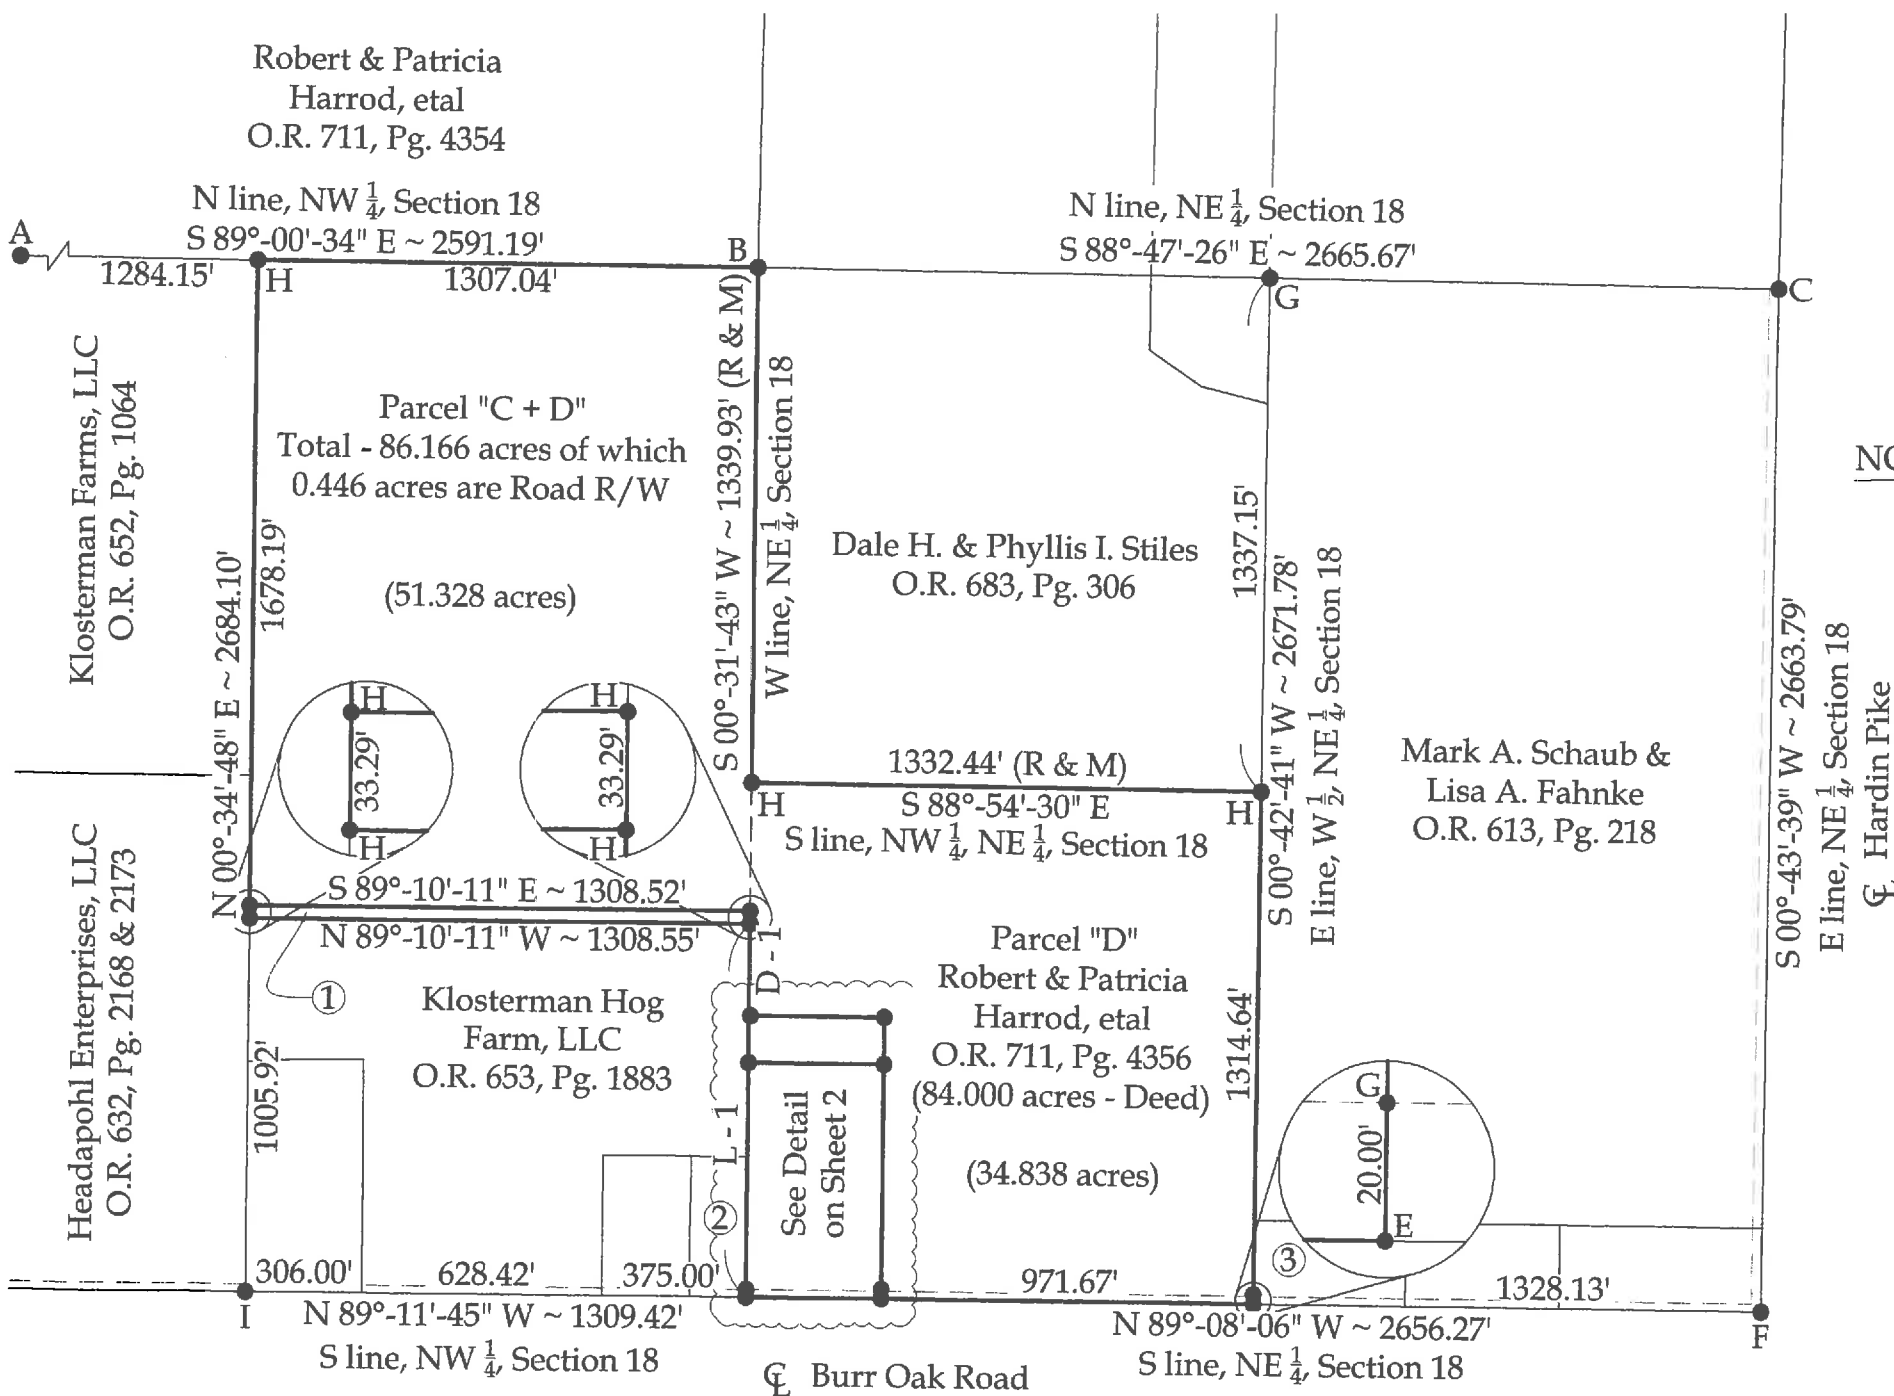 Robert & Patricia
Harrod, etal
O.R. 711, Pg. 4354
N line, NW 1/4, Section 18
S 89°-00'-34" E ~ 2591.19'
A
1284.15'
H
1307.04'
B
N line, NE 1/4, Section 18
S 88°-47'-26" E ~ 2665.67'
G
C
Klosterman Farms, LLC
O.R. 652, Pg. 1064
Parcel "C + D"
Total - 86.166 acres of which
0.446 acres are Road R/W
(51.328 acres)
N 00°-34'-48" E ~ 2684.10'
1678.19'
S 00°-31'-43" W ~ 1339.93' (R & M)
W line, NE 1/4, Section 18
Dale H. & Phyllis I. Stiles
O.R. 683, Pg. 306
1337.15'
S 00°-42'-41" W ~ 2671.78'
E line, W 1/2, NE 1/4, Section 18
Mark A. Schaub &
Lisa A. Fahnke
O.R. 613, Pg. 218
S 00°-43'-39" W ~ 2663.79'
E line, NE 1/4, Section 18
℄ Hardin Pike
H
33.29'
H
H
33.29'
H
1332.44' (R & M)
H
S 88°-54'-30" E
H
S line, NW 1/4, NE 1/4, Section 18
S 89°-10'-11" E ~ 1308.52'
N 89°-10'-11" W ~ 1308.55'
1
Headapohl Enterprises, LLC
O.R. 632, Pg. 2168 & 2173
Klosterman Hog
Farm, LLC
O.R. 653, Pg. 1883
1005.92'
D - 1
L - 1
2
See Detail
on Sheet 2
Parcel "D"
Robert & Patricia
Harrod, etal
O.R. 711, Pg. 4356
(84.000 acres - Deed)
(34.838 acres)
1314.64'
G
20.00'
E
3
306.00'
628.42'
375.00'
971.67'
1328.13'
I
N 89°-11'-45" W ~ 1309.42'
S line, NW 1/4, Section 18
℄ Burr Oak Road
N 89°-08'-06" W ~ 2656.27'
S line, NE 1/4, Section 18
F